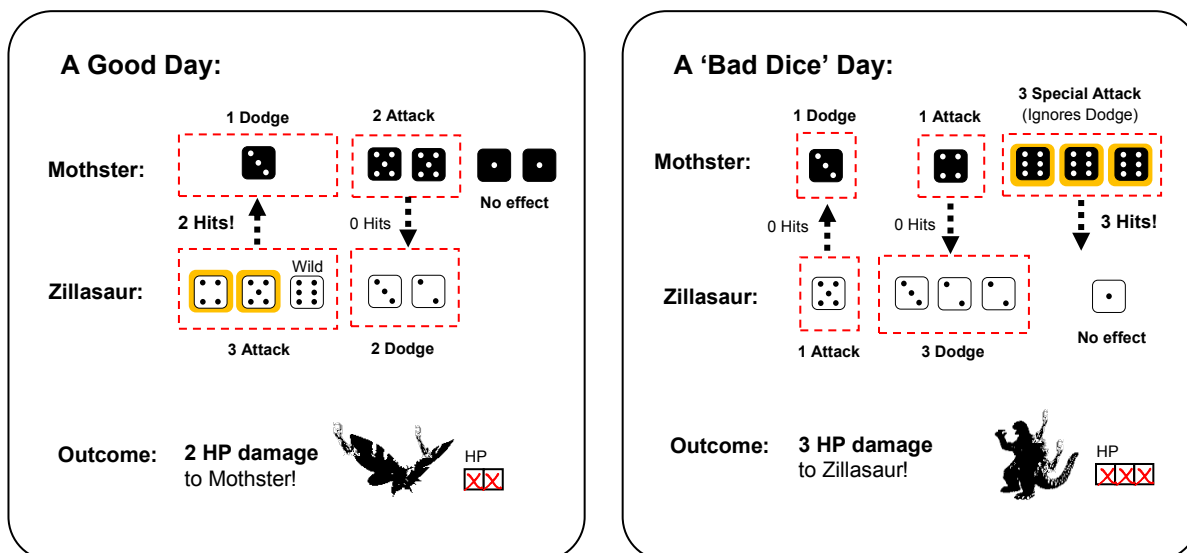 A Good Day:
1 Dodge
2 Attack
Mothster:
No effect
2 Hits!
0 Hits
Wild
Zillasaur:
3 Attack
2 Dodge
Outcome:
2 HP damage
to Mothster!
HP
A ‘Bad Dice’ Day:
3 Special Attack
(Ignores Dodge)
1 Dodge
1 Attack
Mothster:
0 Hits
0 Hits
3 Hits!
Zillasaur:
No effect
1 Attack
3 Dodge
Outcome:
3 HP damage
to Zillasaur!
HP